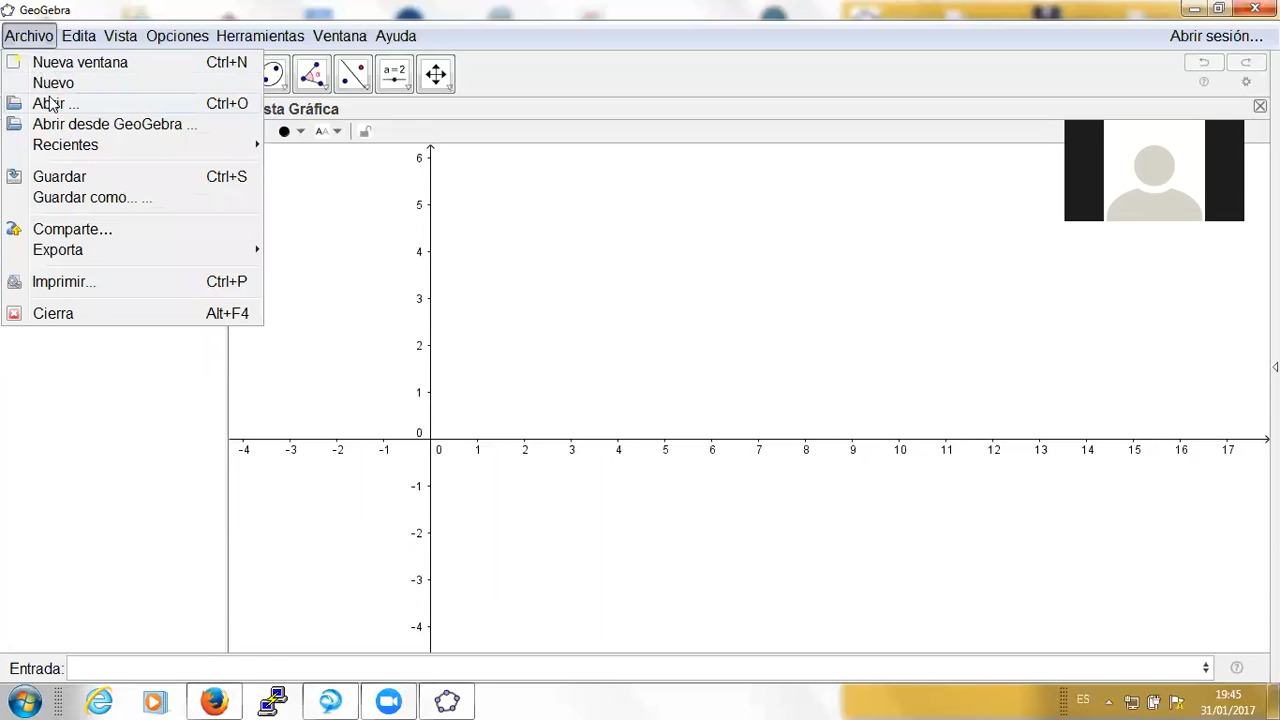 GeoGebra
Archivo Edita Vista Opciones Herramientas Ventana Ayuda Abrir sesión...
Nueva ventana Ctrl+N
Nuevo
Abrir ... Ctrl+O
Abrir desde GeoGebra ...
Recientes
Guardar Ctrl+S
Guardar como... ...
Comparte...
Exporta
Imprimir... Ctrl+P
Cierra Alt+F4
a=2
sta Gráfica
AA
6
5
4
3
2
1
0
-4 -3 -2 -1 0 1 2 3 4 5 6 7 8 9 10 11 12 13 14 15 16 17
-1
-2
-3
-4
Entrada:
ES
19:45
31/01/2017